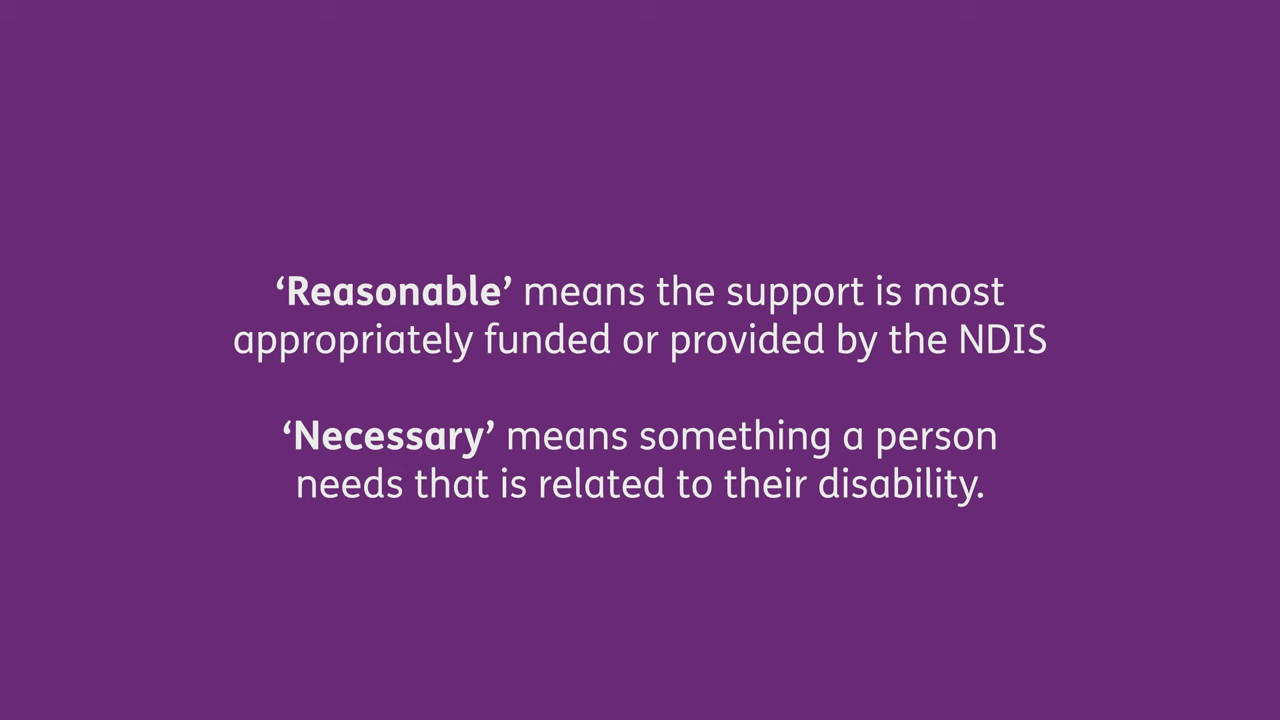 ‘Reasonable’ means the support is most
appropriately funded or provided by the NDIS
‘Necessary’ means something a person
needs that is related to their disability.